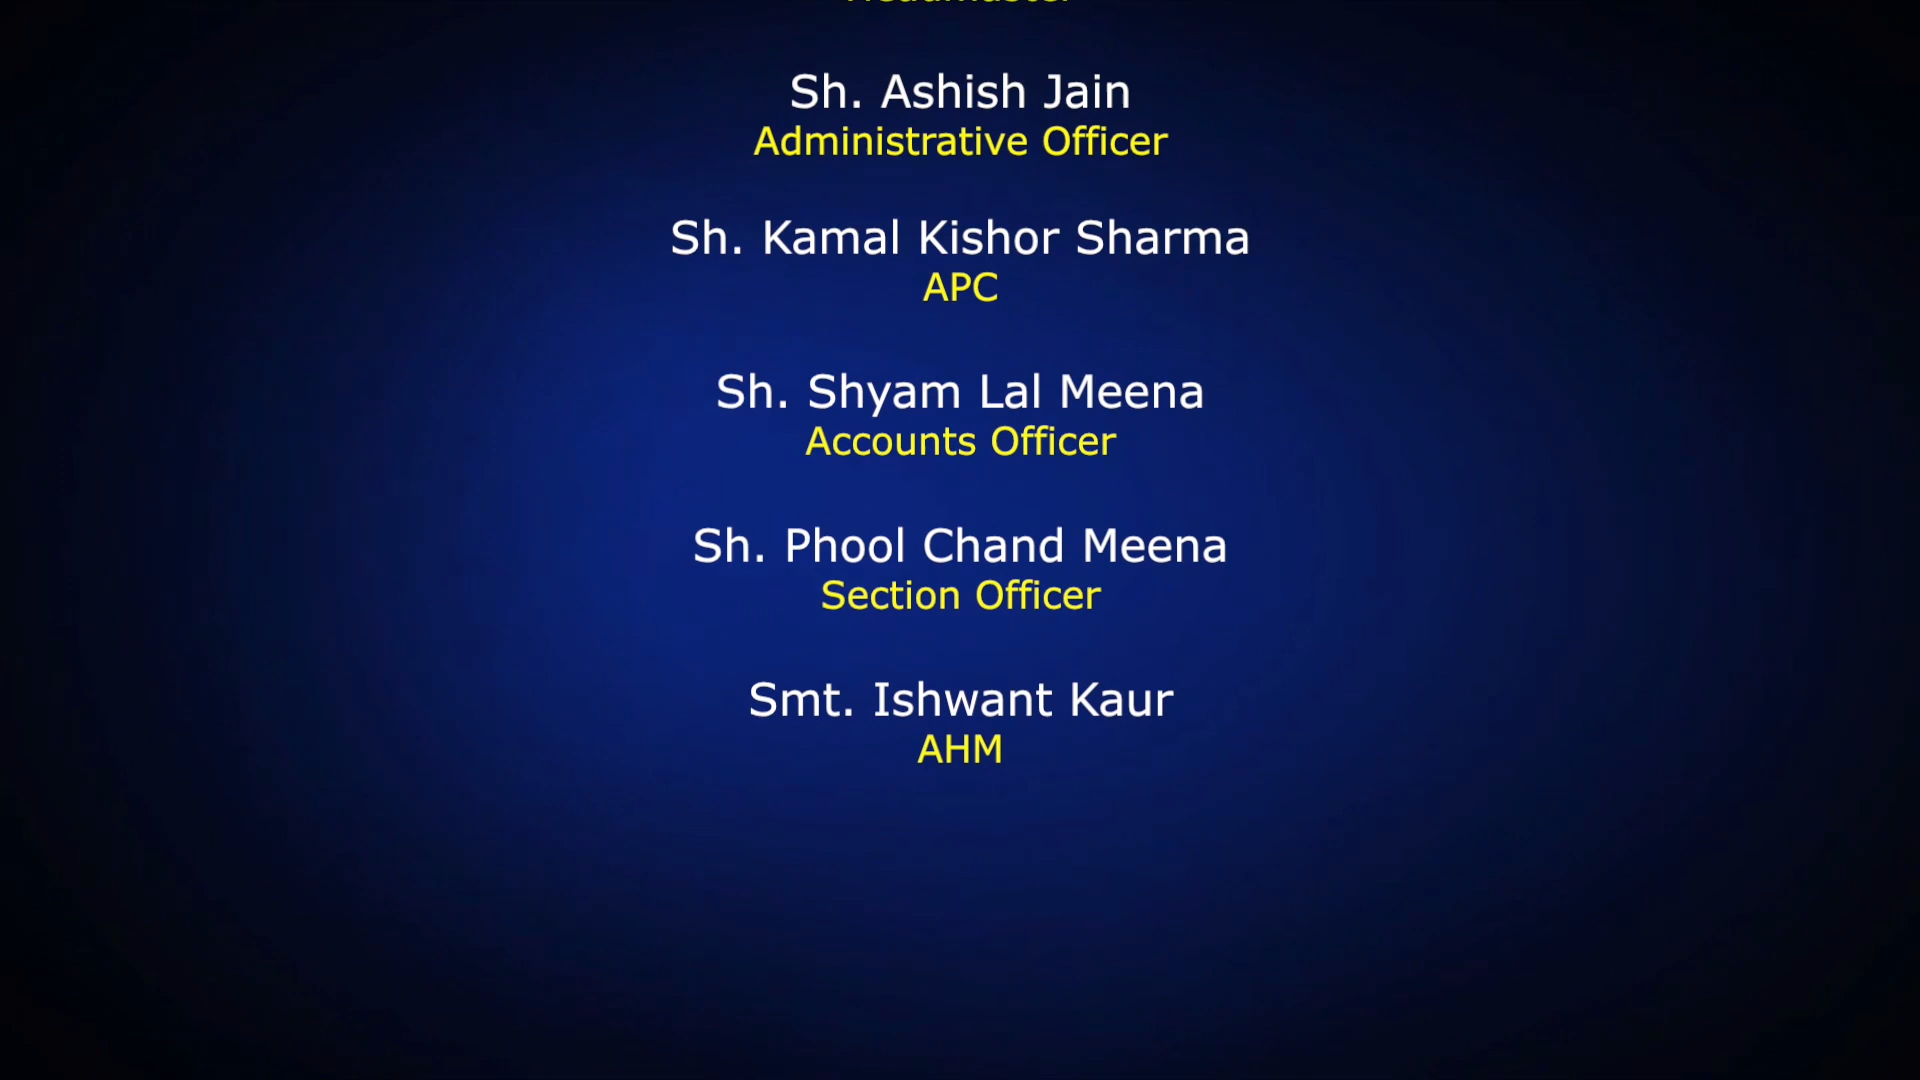 Headmaster
Sh. Ashish Jain
Administrative Officer
Sh. Kamal Kishor Sharma
APC
Sh. Shyam Lal Meena
Accounts Officer
Sh. Phool Chand Meena
Section Officer
Smt. Ishwant Kaur
AHM